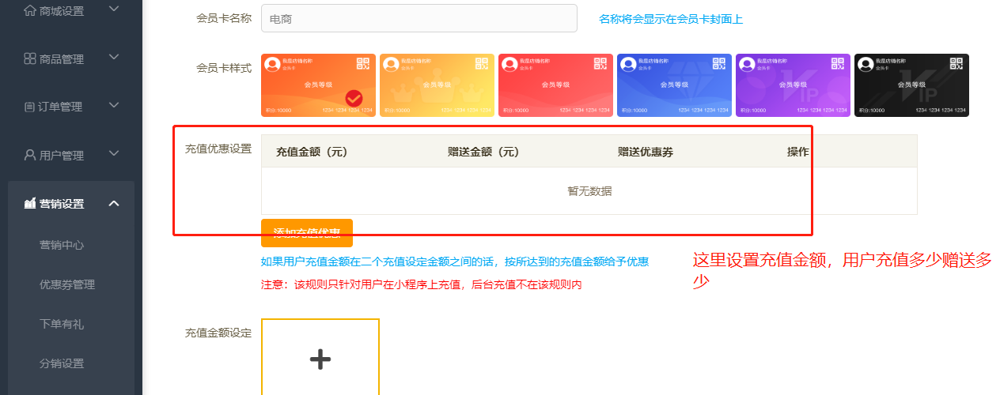 商城设置
商品管理
订单管理
用户管理
营销设置
营销中心
优惠券管理
下单有礼
分销设置
会员卡名称
电商
名称将会显示在会员卡封面上
会员卡样式
我是店铺名称
会员卡
会员等级
积分:10000
1234 1234 1234 1234
我是店铺名称
会员卡
会员等级
积分:10000
1234 1234 1234 1234
我是店铺名称
会员卡
会员等级
积分:10000
1234 1234 1234 1234
我是店铺名称
会员卡
会员等级
积分:10000
1234 1234 1234 1234
我是店铺名称
会员卡
会员等级
VIP
积分:10000
1234 1234 1234 1234
我是店铺名称
会员卡
会员等级
VIP
积分:10000
1234 1234 1234 1234
充值优惠设置
充值金额（元） 赠送金额（元） 赠送优惠券 操作
暂无数据
添加充值优惠
如果用户充值金额在二个充值设定金额之间的话，按所达到的充值金额给予优惠
注意：该规则只针对用户在小程序上充值，后台充值不在该规则内
这里设置充值金额，用户充值多少赠送多
少
充值金额设定